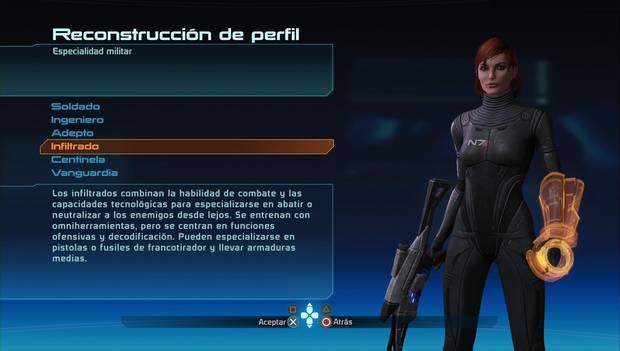 Reconstrucción de perfil
Especialidad militar
Soldado
Ingeniero
Adepto
Infiltrado
Centinela
Vanguardia
Los infiltrados combinan la habilidad de combate y las
capacidades tecnológicas para especializarse en abatir o
neutralizar a los enemigos desde lejos. Se entrenan con
omniherramientas, pero se centran en funciones
ofensivas y decodificación. Pueden especializarse en
pistolas o fusiles de francotirador y llevar armaduras
medias.
N7
Aceptar Atrás